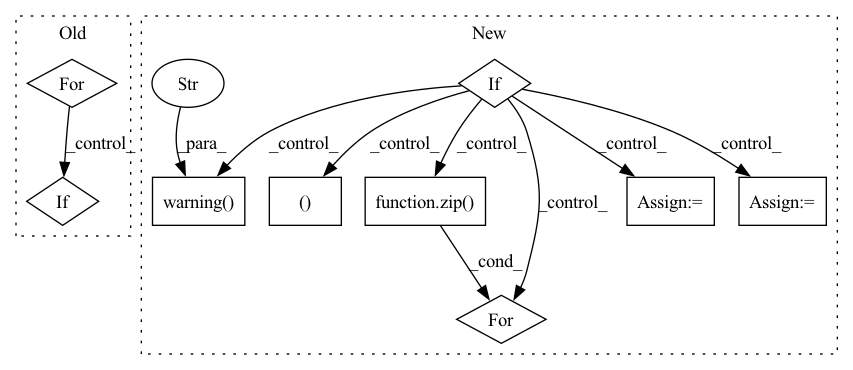 Old
New
For
Str
If
_control_
_para_
_control_
_control_
_control_
_control_
_control_
If
warning()
()
function.zip()
_control_
Assign:=
Assign:=
_cond_
For